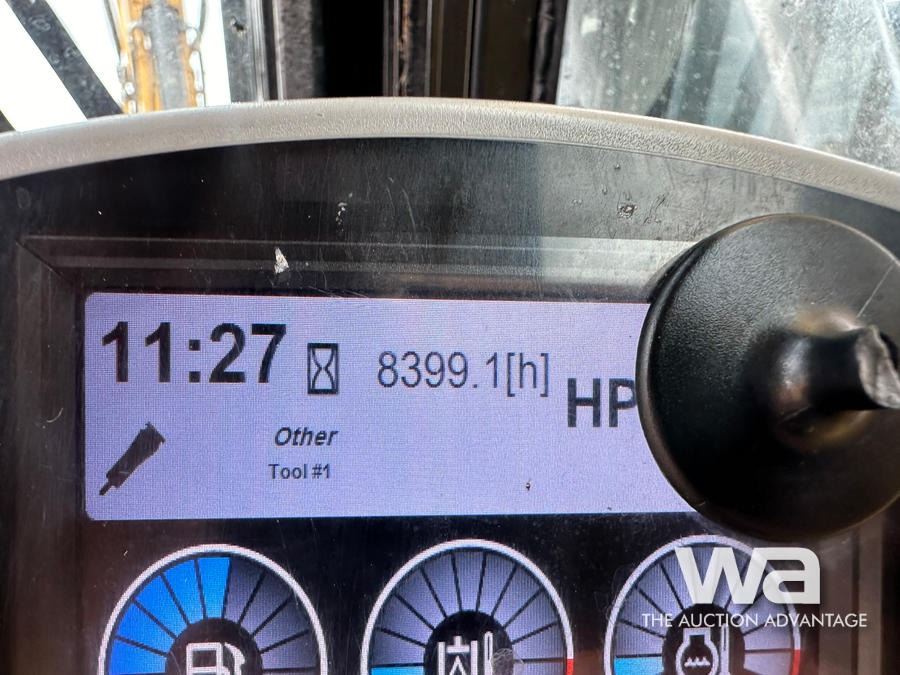 11:27 8399.1[h]
HP
Other
Tool #1
wa
THE AUCTION ADVANTAGE